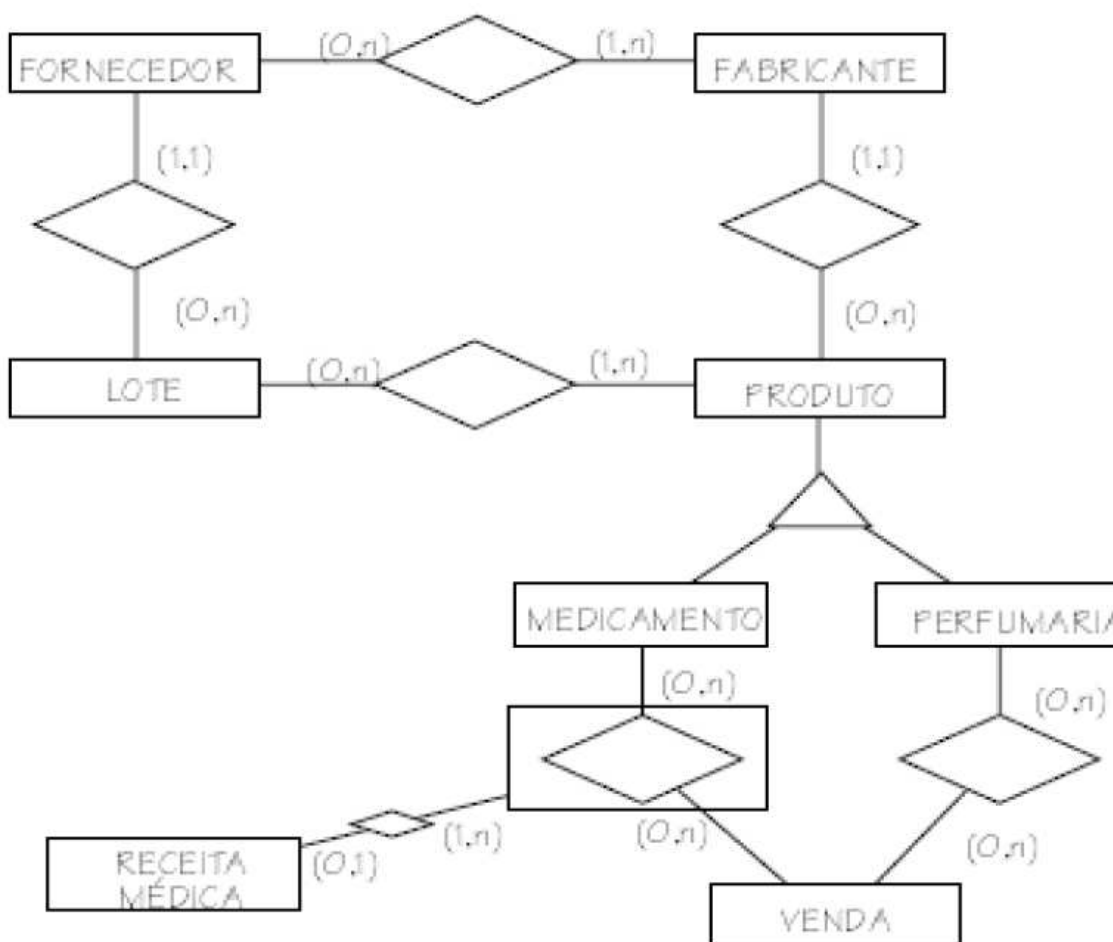 FORNECEDOR
(0,n)
(1,n)
FABRICANTE
(1,1)
(1,1)
(0,n)
(0,n)
LOTE
(0,n)
(1,n)
PRODUTO
MEDICAMENTO
PERFUMARIA
(0,n)
(0,n)
(0,n)
(0,n)
(1,n)
(0,1)
RECEITA
MÉDICA
VENDA